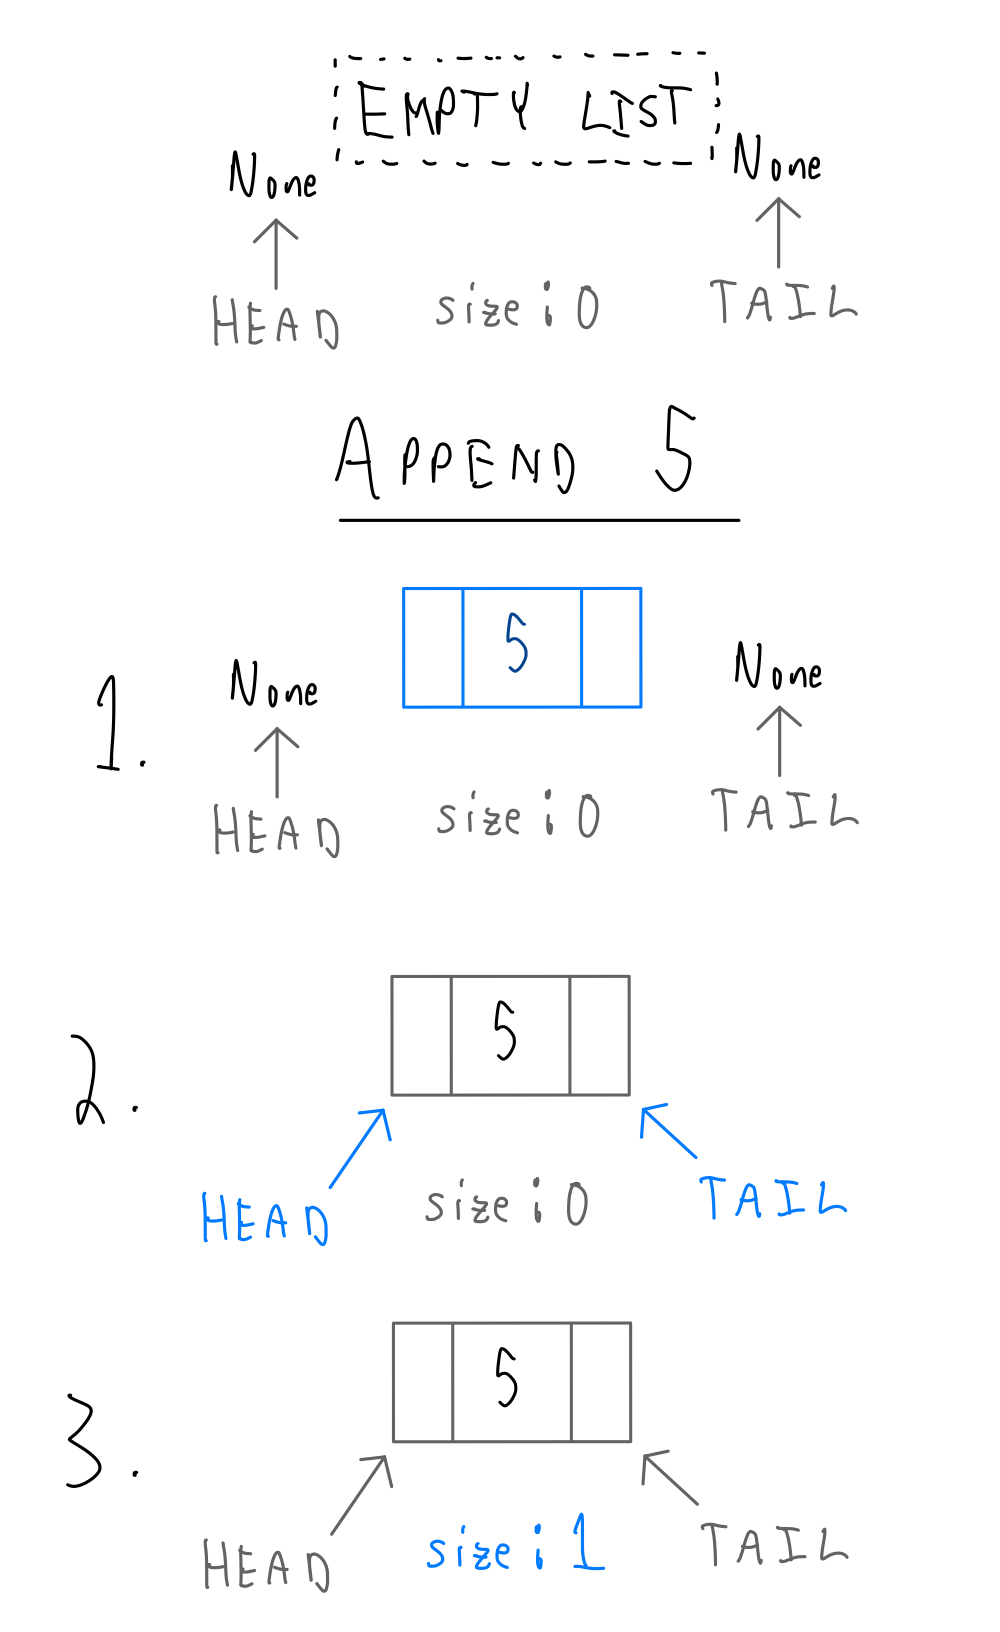 EMPTY LIST
None None
HEAD size: 0 TAIL
APPEND 5
1. None 5 None
HEAD size: 0 TAIL
2. 5
HEAD size: 0 TAIL
3. 5
HEAD size: 1 TAIL